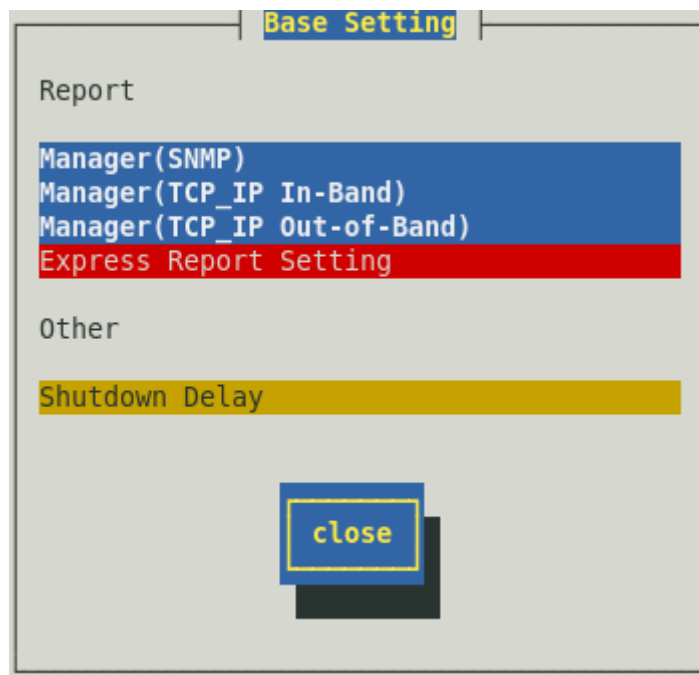 Base Setting
Report
Manager(SNMP)
Manager(TCP_IP In-Band)
Manager(TCP_IP Out-of-Band)
Express Report Setting
Other
Shutdown Delay
close